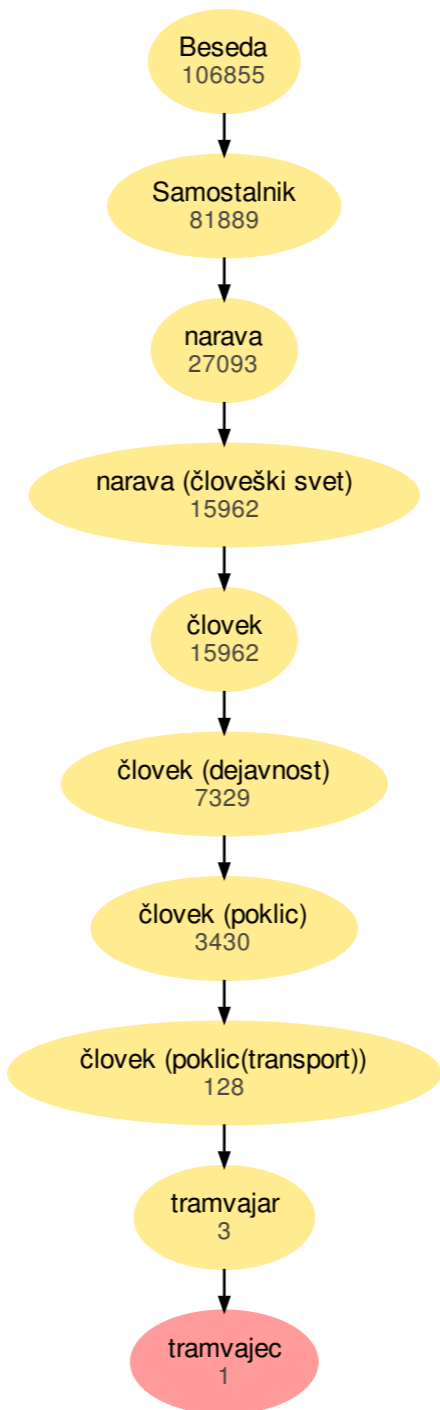 Beseda
106855
Samostalnik
81889
narava
27093
narava (človeški svet)
15962
človek
15962
človek (dejavnost)
7329
človek (poklic)
3430
človek (poklic(transport))
128
tramvajar
3
tramvajec
1